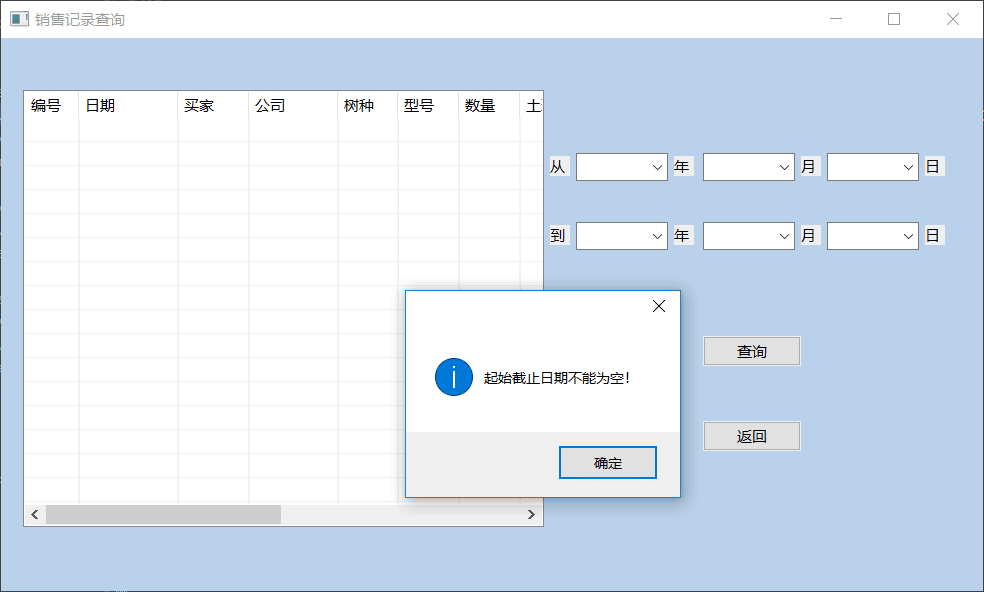 销售记录查询
编号 日期 买家 公司 树种 型号 数量
从 年 月 日
到 年 月 日
起始截止日期不能为空！
确定
查询
返回